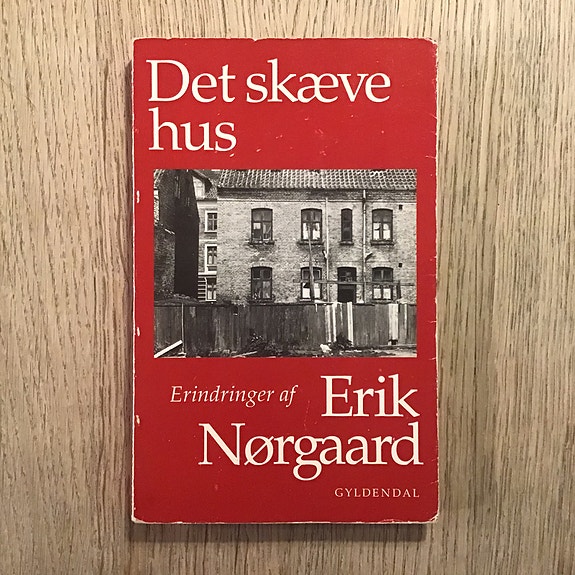 Det skæve
hus
Erindringer af
Erik
Nørgaard
GYLDENDAL